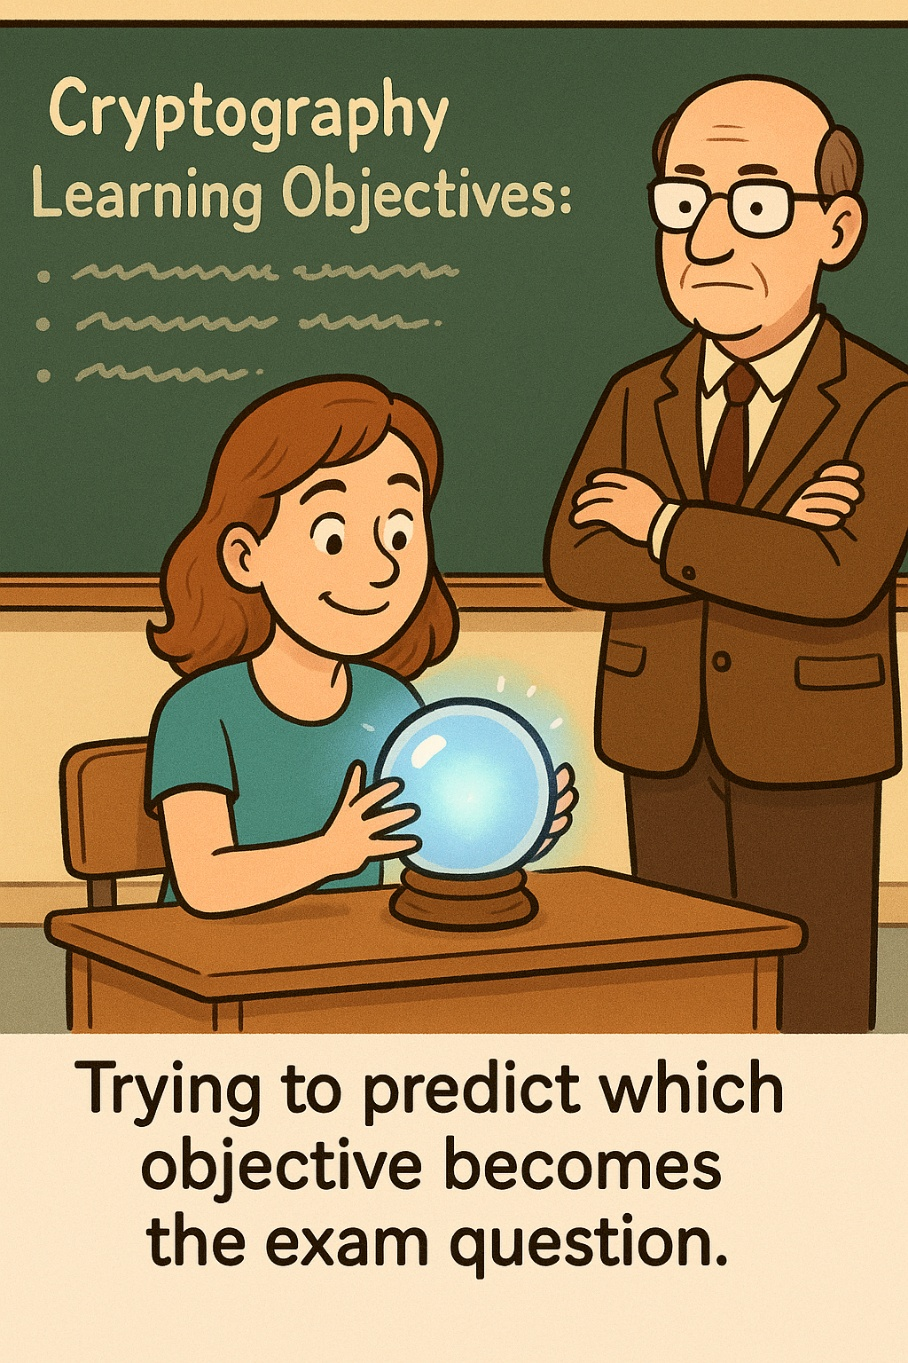 Cryptography
Learning Objectives:
Trying to predict which
objective becomes
the exam question.